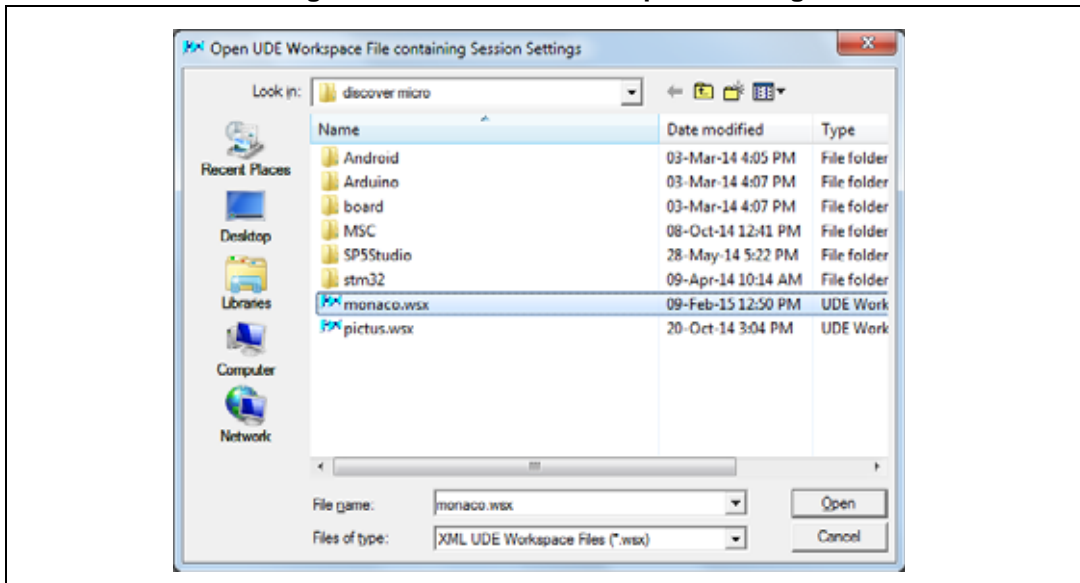 Open UDE Workspace File containing Session Settings
Look in: discover micro
Name Date modified Type
Android 03-Mar-14 4:05 PM File folder
Arduino 03-Mar-14 4:07 PM File folder
board 03-Mar-14 4:07 PM File folder
MSC 08-Oct-14 12:41 PM File folder
SP5Studio 28-May-14 5:22 PM File folder
stm32 09-Apr-14 10:14 AM File folder
monaco.wsx 09-Feb-15 12:50 PM UDE Work
pictus.wsx 20-Oct-14 3:04 PM UDE Work
Recent Places
Desktop
Libraries
Computer
Network
File name: monaco.wsx Open
Files of type: XML UDE Workspace Files (*.wsx) Cancel